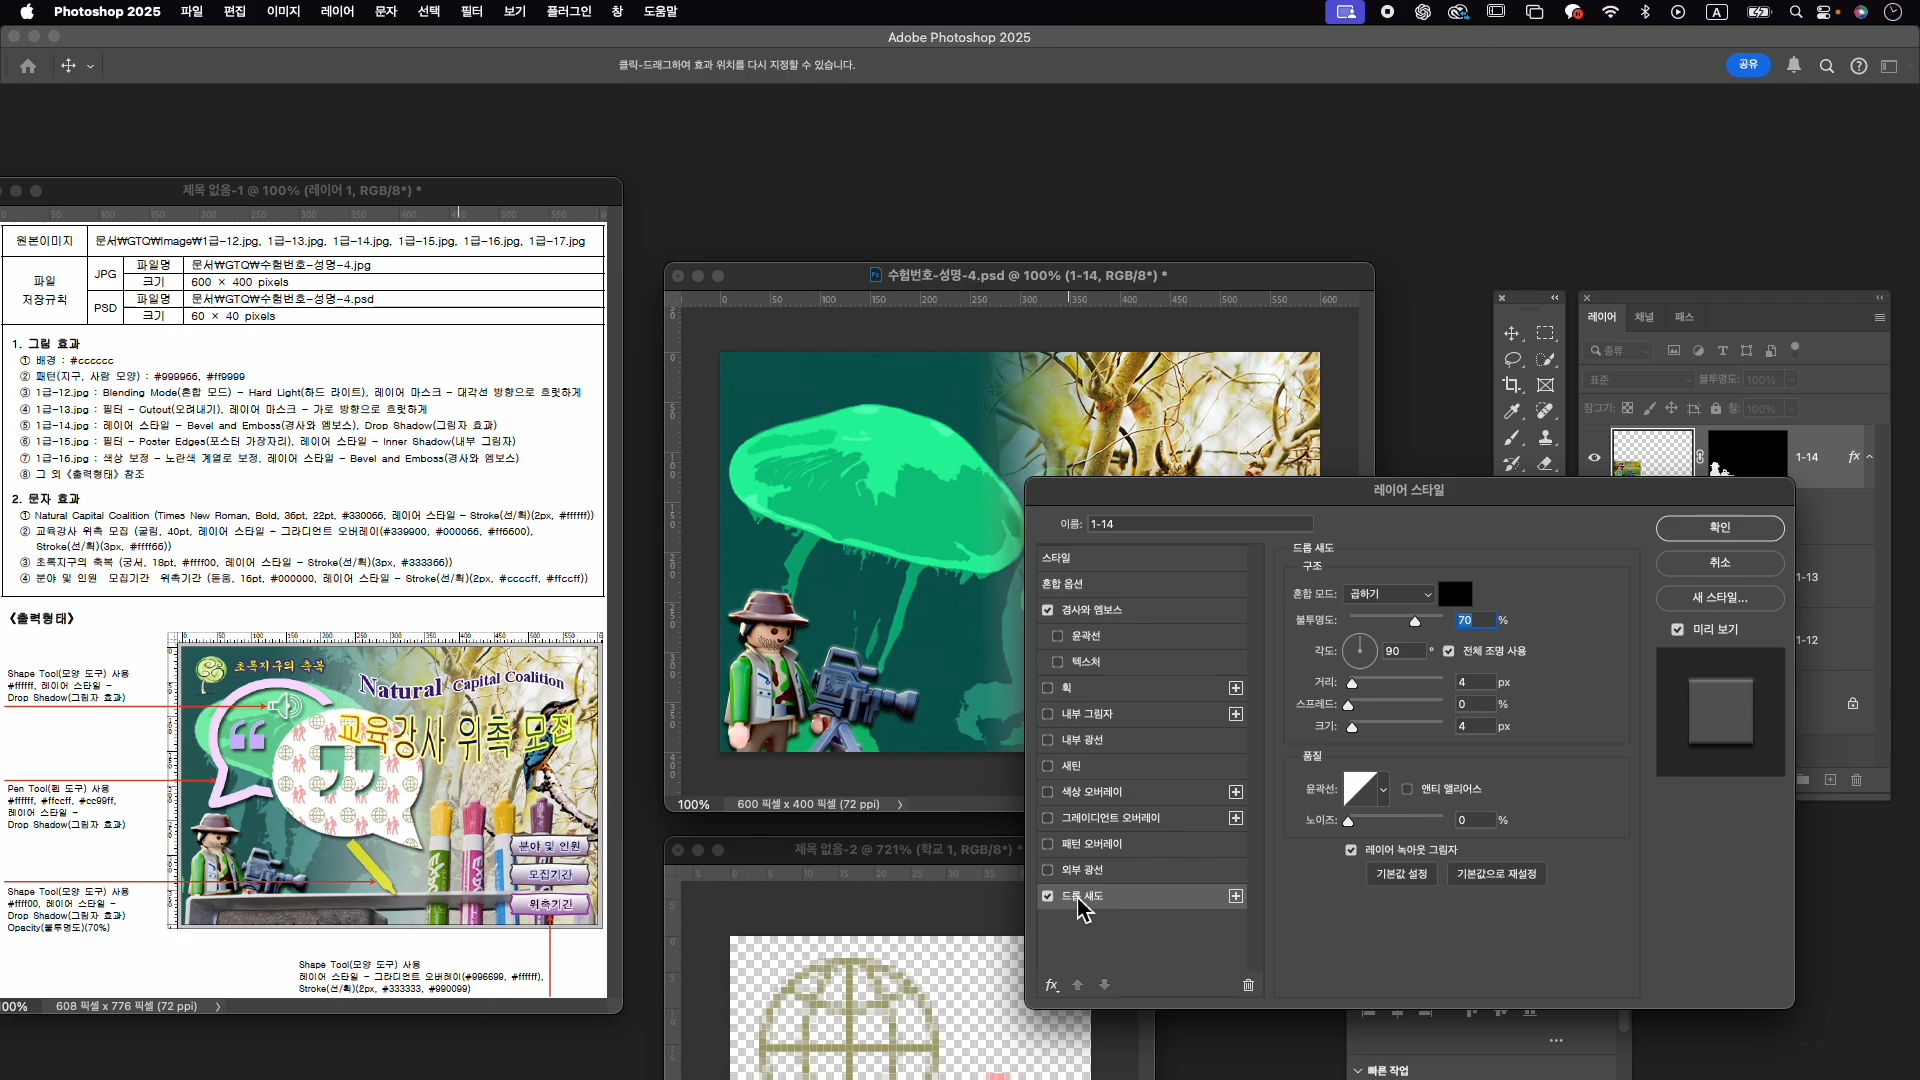 Photoshop 2025 파일 편집 이미지 레이어 문자 선택 필터 보기 플러그인 창 도움말
Adobe Photoshop 2025
클릭-드래그하여 효과 위치를 다시 지정할 수 있습니다.
공유
제목 없음-1 @ 100% (레이어 1, RGB/8*) *
원본이미지 문서₩GTQ₩Image₩1급-12.jpg, 1급-13.jpg, 1급-14.jpg, 1급-15.jpg, 1급-16.jpg, 1급-17.jpg
파일 저장규칙
JPG 파일명 문서₩GTQ₩수험번호-성명-4.jpg
크기 600 × 400 pixels
PSD 파일명 문서₩GTQ₩수험번호-성명-4.psd
크기 60 × 40 pixels
1. 그림 효과
① 배경 : #cccccc
② 패턴(지구, 사람 모양) : #999966, #ff9999
③ 1급-12.jpg : Blending Mode(혼합 모드) - Hard Light(하드 라이트), 레이어 마스크 - 대각선 방향으로 흐릿하게
④ 1급-13.jpg : 필터 - Cutout(오려내기), 레이어 마스크 - 가로 방향으로 흐릿하게
⑤ 1급-14.jpg : 레이어 스타일 - Bevel and Emboss(경사와 엠보스), Drop Shadow(그림자 효과)
⑥ 1급-15.jpg : 필터 - Poster Edges(포스터 가장자리), 레이어 스타일 - Inner Shadow(내부 그림자)
⑦ 1급-16.jpg : 색상 보정 - 노란색 계열로 보정, 레이어 스타일 - Bevel and Emboss(경사와 엠보스)
⑧ 그 외 《출력형태》 참조
2. 문자 효과
① Natural Capital Coalition (Times New Roman, Bold, 36pt, 22pt, #330066, 레이어 스타일 - Stroke(선/획)(2px, #ffffff))
② 교육강사 위촉 모집 (굴림, 40pt, 레이어 스타일 - 그라디언트 오버레이(#339900, #000066, #ff6600),
Stroke(선/획)(3px, #ffff66))
③ 초록지구의 축복 (궁서, 18pt, #ffff00, 레이어 스타일 - Stroke(선/획)(3px, #333366))
④ 분야 및 인원 모집기간 위촉기간 (돋움, 16pt, #000000, 레이어 스타일 - Stroke(선/획)(2px, #ccccff, #ffccff))
《출력형태》
Shape Tool(모양 도구) 사용
#ffffff, 레이어 스타일 -
Drop Shadow(그림자 효과)
Pen Tool(펜 도구) 사용
#ffffff, #ffccff, #cc99ff,
레이어 스타일 -
Drop Shadow(그림자 효과)
Shape Tool(모양 도구) 사용
#ffff00, 레이어 스타일 -
Drop Shadow(그림자 효과)
Opacity(불투명도)(70%)
초록지구의 축복
Natural Capital Coalition
교육강사 위촉 모집
분야 및 인원
모집기간
위촉기간
Shape Tool(모양 도구) 사용
레이어 스타일 - 그라디언트 오버레이(#996699, #ffffff),
Stroke(선/획)(2px, #333333, #990099)
608 픽셀 x 776 픽셀 (72 ppi)
수험번호-성명-4.psd @ 100% (1-14, RGB/8*) *
100% 600 픽셀 x 400 픽셀 (72 ppi)
제목 없음-2 @ 721% (학교 1, RGB/8*) *
레이어 채널 패스
종류
표준 불투명도: 100%
잠그기: 칠: 100%
1-14 fx
1-13
1-12
레이어 스타일
이름: 1-14
스타일
혼합 옵션
경사와 엠보스
윤곽선
텍스처
획
내부 그림자
내부 광선
새틴
색상 오버레이
그레이디언트 오버레이
패턴 오버레이
외부 광선
드롭 섀도
fx
드롭 섀도
구조
혼합 모드: 곱하기
불투명도: 70 %
각도: 90 ° 전체 조명 사용
거리: 4 px
스프레드: 0 %
크기: 4 px
품질
윤곽선: 앤티 앨리어스
노이즈: 0 %
레이어 녹아웃 그림자
기본값 설정 기본값으로 재설정
확인
취소
새 스타일...
미리 보기
빠른 작업